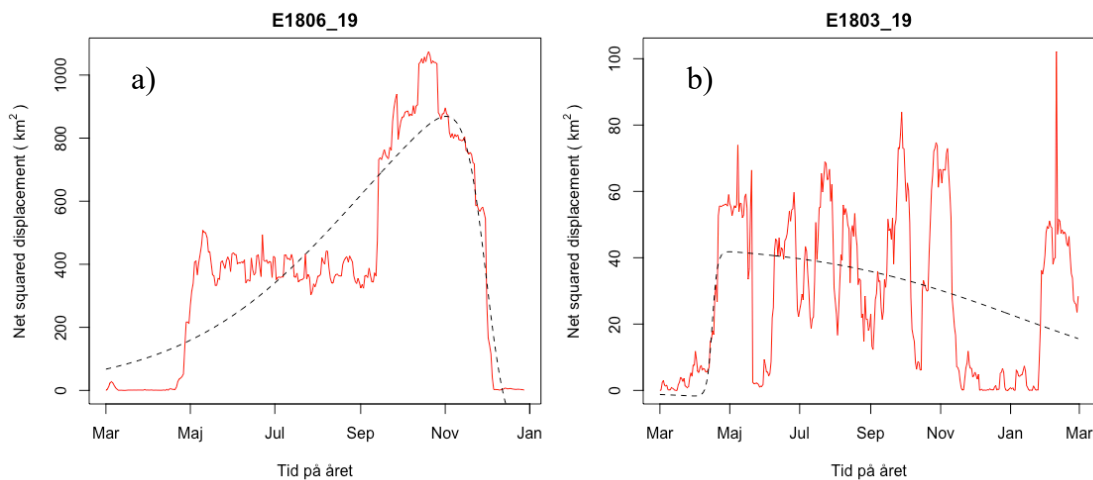 E1806_19
a)
Net squared displacement ( km² )
0
200
400
600
800
1000
Mar
Maj
Jul
Sep
Nov
Jan
Tid på året
E1803_19
b)
Net squared displacement ( km² )
0
20
40
60
80
100
Mar
Maj
Jul
Sep
Nov
Jan
Mar
Tid på året